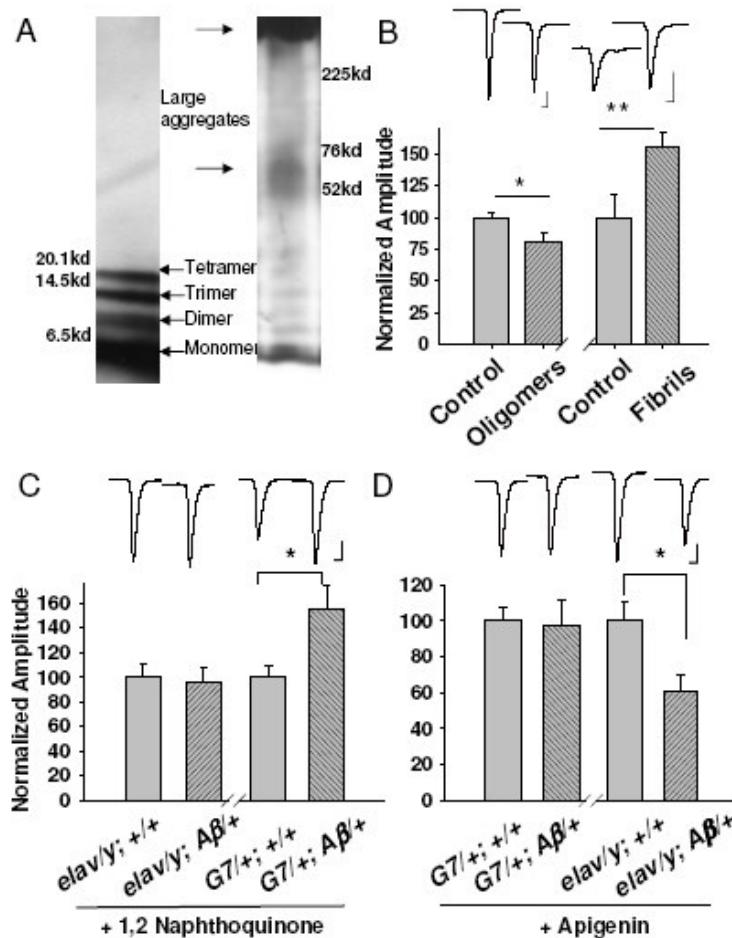 A
Large
aggregates
20.1kd
14.5kd
6.5kd
Tetramer
Trimer
Dimer
Monomer
225kd
76kd
52kd
B
*
**
Normalized Amplitude
150
125
100
75
50
25
0
Control
Oligomers
Control
Fibrils
C
*
Normalized Amplitude
160
140
120
100
80
60
40
20
0
elav/y; +/+
elav/y; Aβ/+
G7/+; +/+
G7/+; Aβ/+
+ 1,2 Naphthoquinone
D
*
120
100
80
60
40
20
0
G7/+; +/+
G7/+; Aβ/+
elav/y; +/+
elav/y; Aβ/+
+ Apigenin